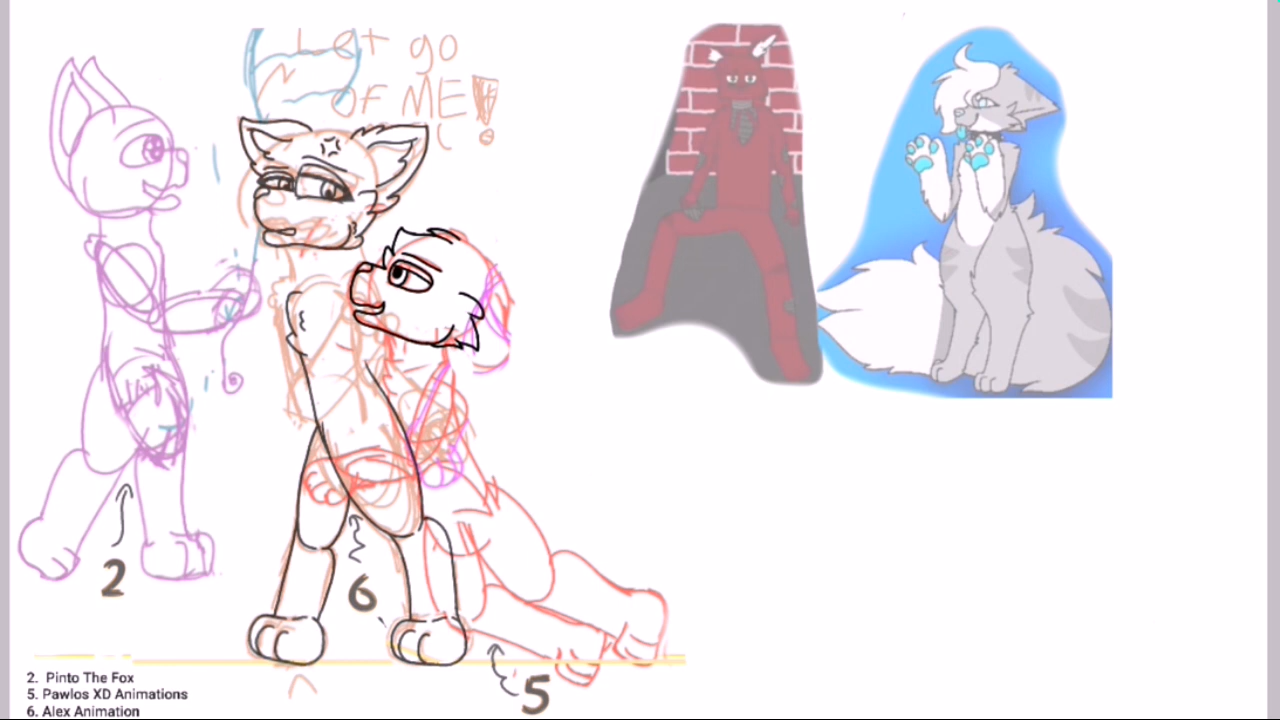 Let go
of ME!
2
6
5
2. Pinto The Fox
5. Pawlos XD Animations
6. Alex Animation